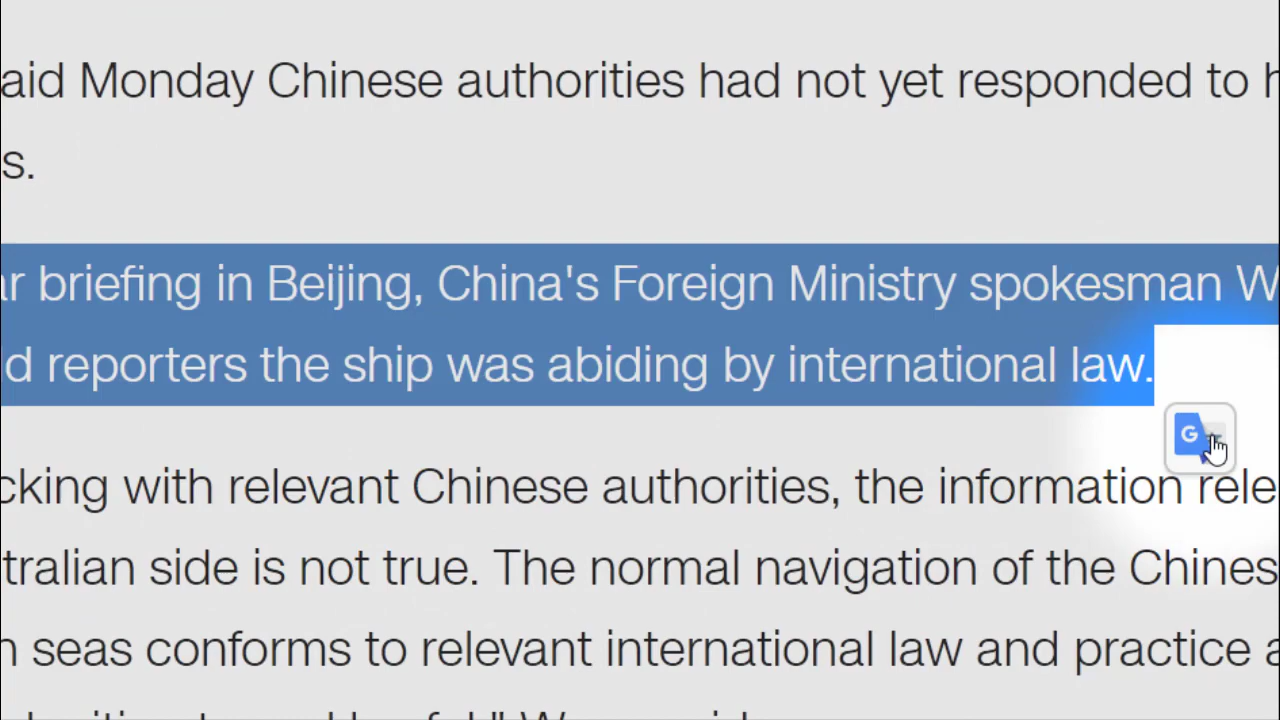 aid Monday Chinese authorities had not yet responded to
s.
briefing in Beijing, China's Foreign Ministry spokesman
d reporters the ship was abiding by international law.
G
cking with relevant Chinese authorities, the information rele
tralian side is not true. The normal navigation of the Chines
seas conforms to relevant international law and practice